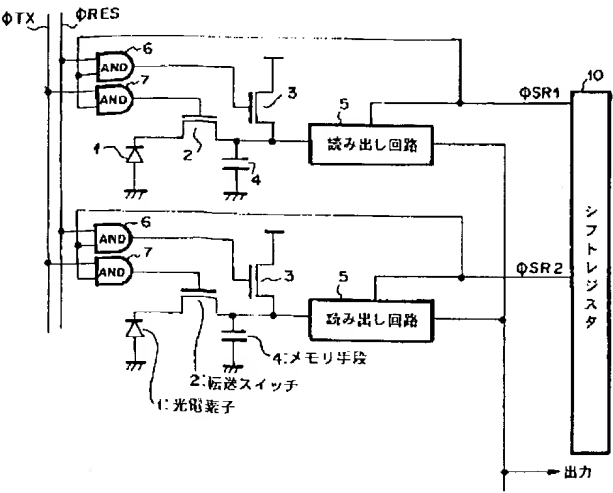 ΦTX
ΦRES
6
AND
7
AND
3
1
2
4
5
読み出し回路
ΦSR1
10
シフトレジスタ
6
AND
7
AND
3
5
読み出し回路
ΦSR2
4:メモリ手段
2:転送スイッチ
1:光電素子
出力